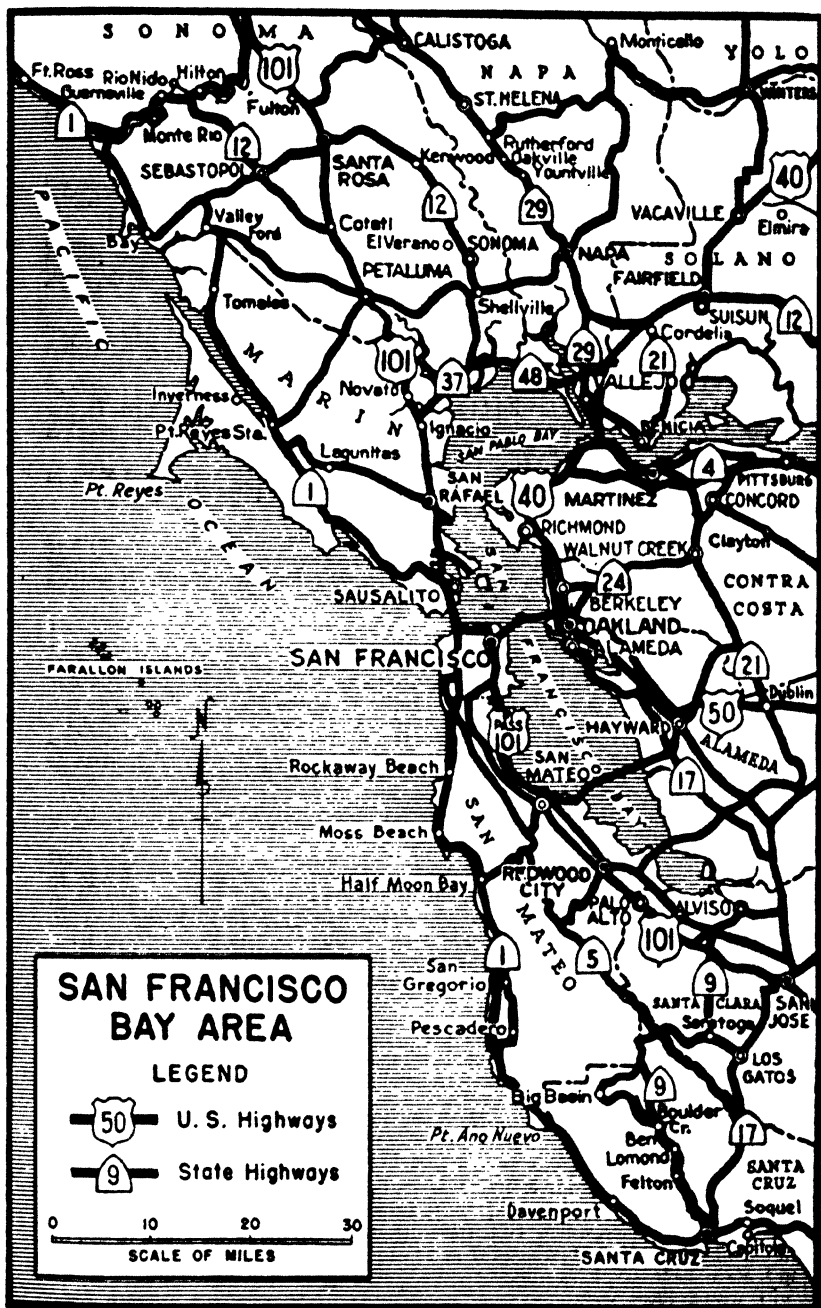 SONOMA
CALISTOGA
Monticello
YOLO
NAPA
Ft. Ross
Rio Nido
Hilton
Guerneville
101
Fulton
ST. HELENA
WINTERS
1
Monte Rio
12
SEBASTOPOL
SANTA ROSA
Kenwood
Rutherford
Oakville
Yountville
40
PACIFIC
OCEAN
Valley Ford
Bay
Cotati
12
29
VACAVILLE
Elmira
El Verano
SONOMA
NAPA
SOLANO
FAIRFIELD
PETALUMA
Tomales
Shellville
SUISUN
12
Cordelia
MARIN
101
37
48
29
21
VALLEJO
Inverness
Novato
BENICIA
Pt. Reyes Sta.
Ignacio
SAN PABLO BAY
Lagunitas
4
PITTSBURG
Pt. Reyes
1
SAN RAFAEL
40
MARTINEZ
CONCORD
RICHMOND
WALNUT CREEK
Clayton
24
CONTRA COSTA
SAUSALITO
BERKELEY
OAKLAND
ALAMEDA
SAN FRANCISCO
SAN FRANCISCO BAY
FARALLON ISLANDS
21
Dublin
N
50
BYPASS 101
HAYWARD
ALAMEDA
Rockaway Beach
SAN MATEO
17
SAN MATEO
Moss Beach
Half Moon Bay
REDWOOD CITY
PALO ALTO
ALVISO
101
1
5
9
San Gregorio
SANTA CLARA
SAN JOSE
Saratoga
Pescadero
LOS GATOS
Big Basin
9
Boulder Cr.
Pt. Ano Nuevo
Ben Lomond
17
Felton
SANTA CRUZ
Davenport
Soquel
Capitola
SANTA CRUZ
SAN FRANCISCO
BAY AREA
LEGEND
50 U. S. Highways
9 State Highways
0 10 20 30
SCALE OF MILES